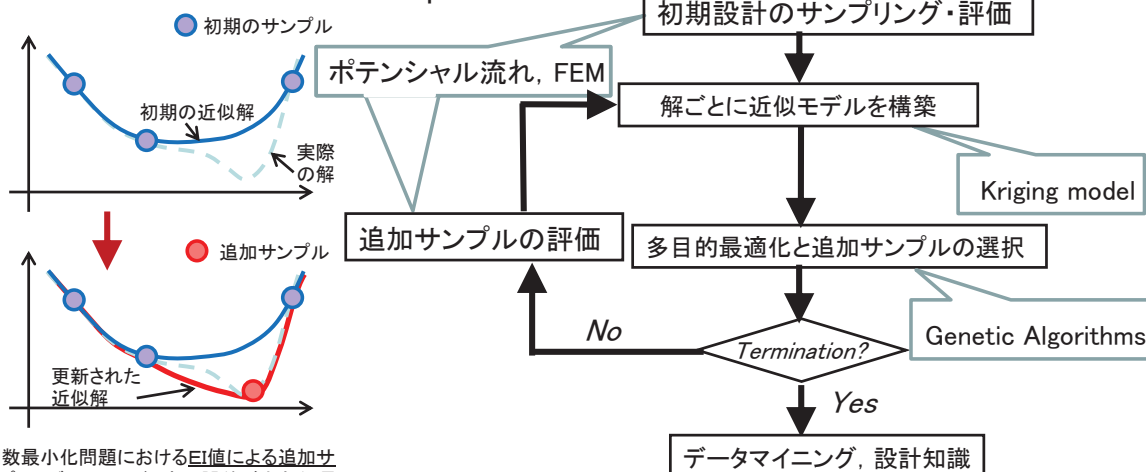 初期のサンプル
初期の近似解
実際
の解
追加サンプル
更新された
近似解
数最小化問題におけるEI値による追加サ
初期設計のサンプリング・評価
ポテンシャル流れ, FEM
解ごとに近似モデルを構築
Kriging model
追加サンプルの評価
多目的最適化と追加サンプルの選択
Genetic Algorithms
No
Termination?
Yes
データマイニング, 設計知識